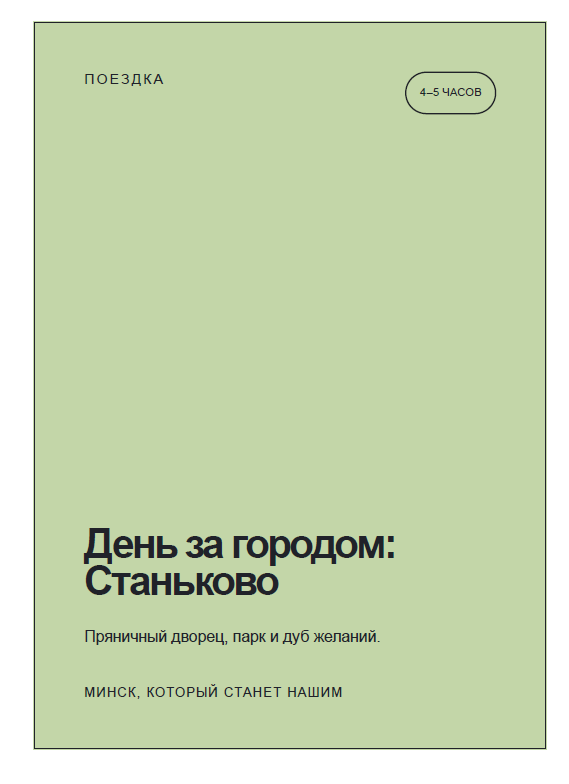 ПОЕЗДКА
4–5 ЧАСОВ
День за городом:
Станьково
Пряничный дворец, парк и дуб желаний.
МИНСК, КОТОРЫЙ СТАНЕТ НАШИМ